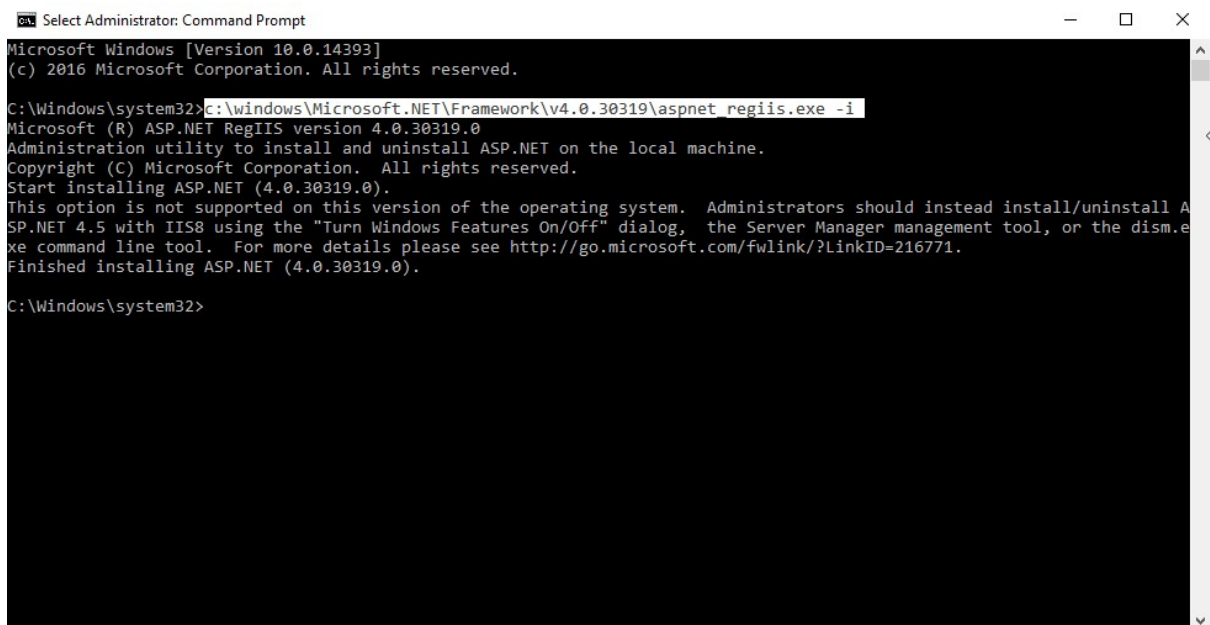 Select Administrator: Command Prompt
Microsoft Windows [Version 10.0.14393]
(c) 2016 Microsoft Corporation. All rights reserved.
C:\Windows\system32>c:\windows\Microsoft.NET\Framework\v4.0.30319\aspnet_regiis.exe -i
Microsoft (R) ASP.NET RegIIS version 4.0.30319.0
Administration utility to install and uninstall ASP.NET on the local machine.
Copyright (C) Microsoft Corporation.  All rights reserved.
Start installing ASP.NET (4.0.30319.0).
This option is not supported on this version of the operating system.  Administrators should instead install/uninstall A
SP.NET 4.5 with IIS8 using the "Turn Windows Features On/Off" dialog,  the Server Manager management tool, or the dism.e
xe command line tool.  For more details please see http://go.microsoft.com/fwlink/?LinkID=216771.
Finished installing ASP.NET (4.0.30319.0).
C:\Windows\system32>